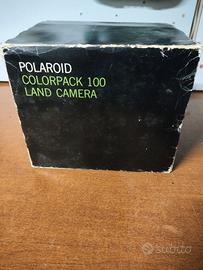 POLAROID
COLORPACK 100
LAND CAMERA
subito